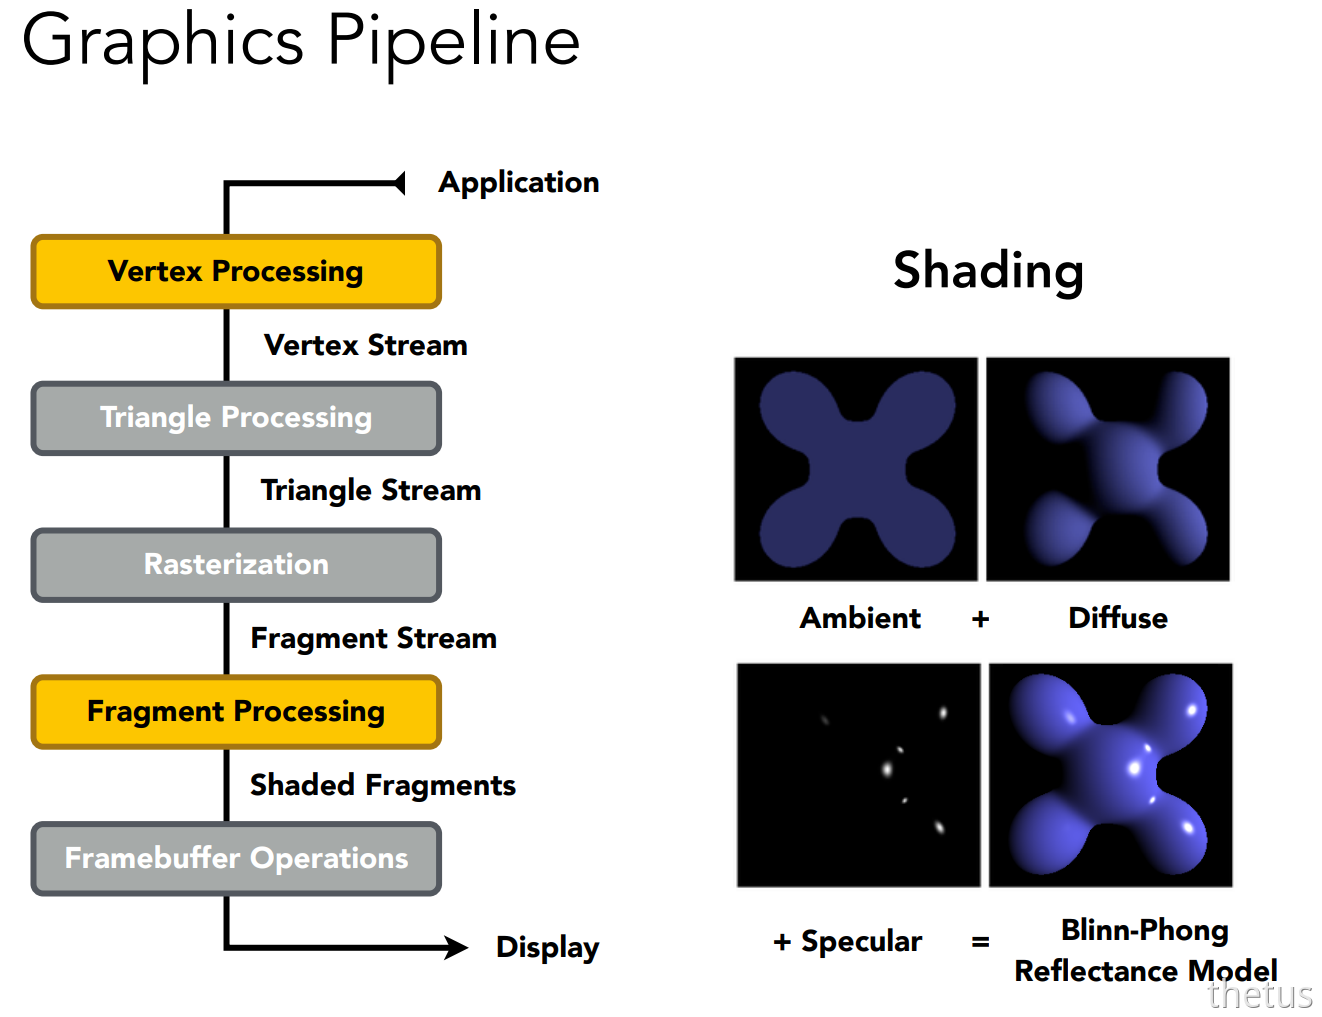 Graphics Pipeline
Application
Vertex Processing
Vertex Stream
Triangle Processing
Triangle Stream
Rasterization
Fragment Stream
Fragment Processing
Shaded Fragments
Framebuffer Operations
Display
Shading
Ambient + Diffuse
+ Specular = Blinn-Phong
Reflectance Model
thetus